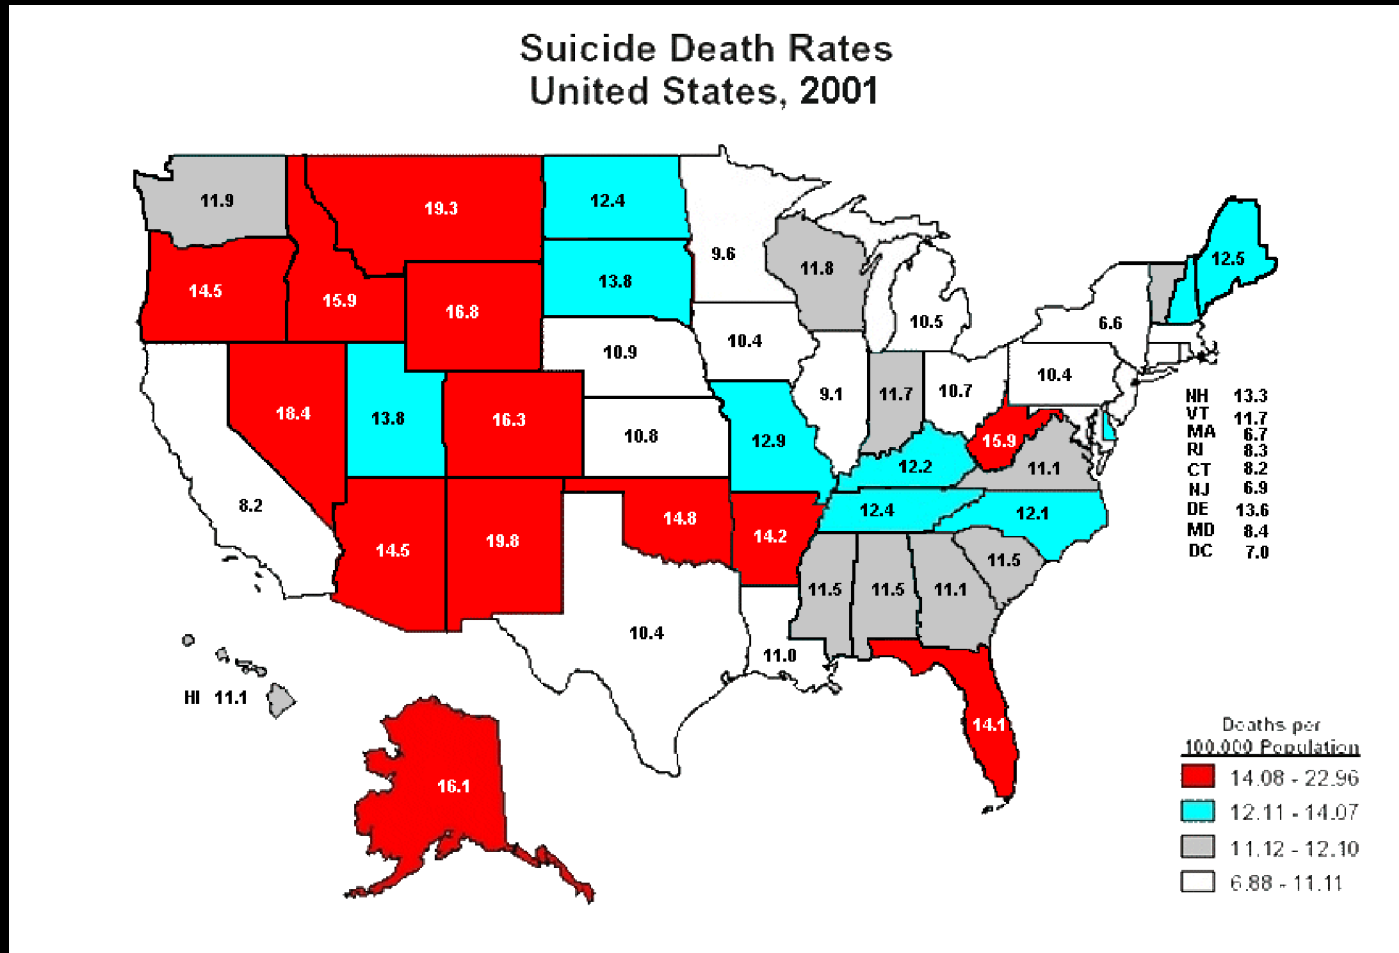 Suicide Death Rates
United States, 2001
11.9
19.3
12.4
9.6
11.8
12.5
14.5
15.9
16.8
13.8
10.5
6.6
10.9
10.4
18.4
13.8
16.3
10.8
12.9
9.1
11.7
10.7
10.4
15.9
11.1
12.2
8.2
14.5
19.8
14.8
14.2
12.4
12.1
11.5
11.5
11.1
11.5
10.4
11.0
14.1
HI 11.1
16.1
NH 13.3
VT 11.7
MA 6.7
RI 8.3
CT 8.2
NJ 6.9
DE 13.6
MD 8.4
DC 7.0
Deaths per
100,000 Population
14.08 - 22.96
12.11 - 14.07
11.12 - 12.10
6.88 - 11.11